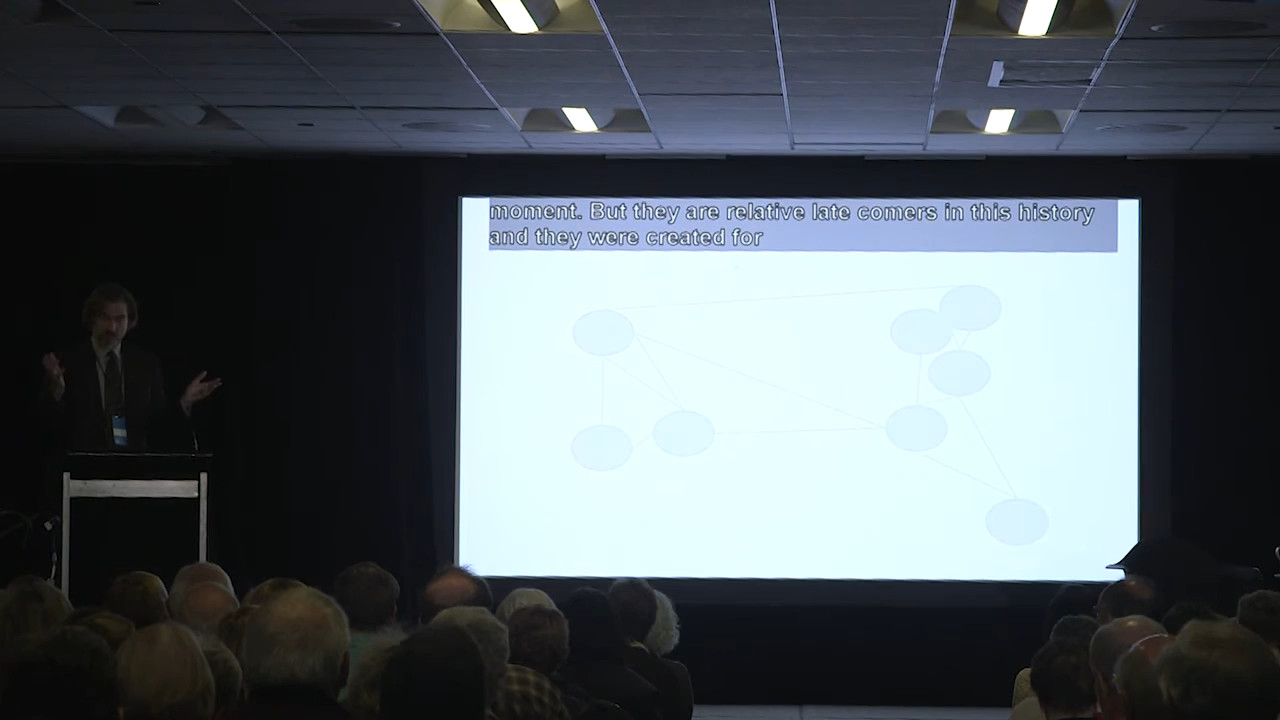 moment. But they are relative late comers in this history
and they were created for